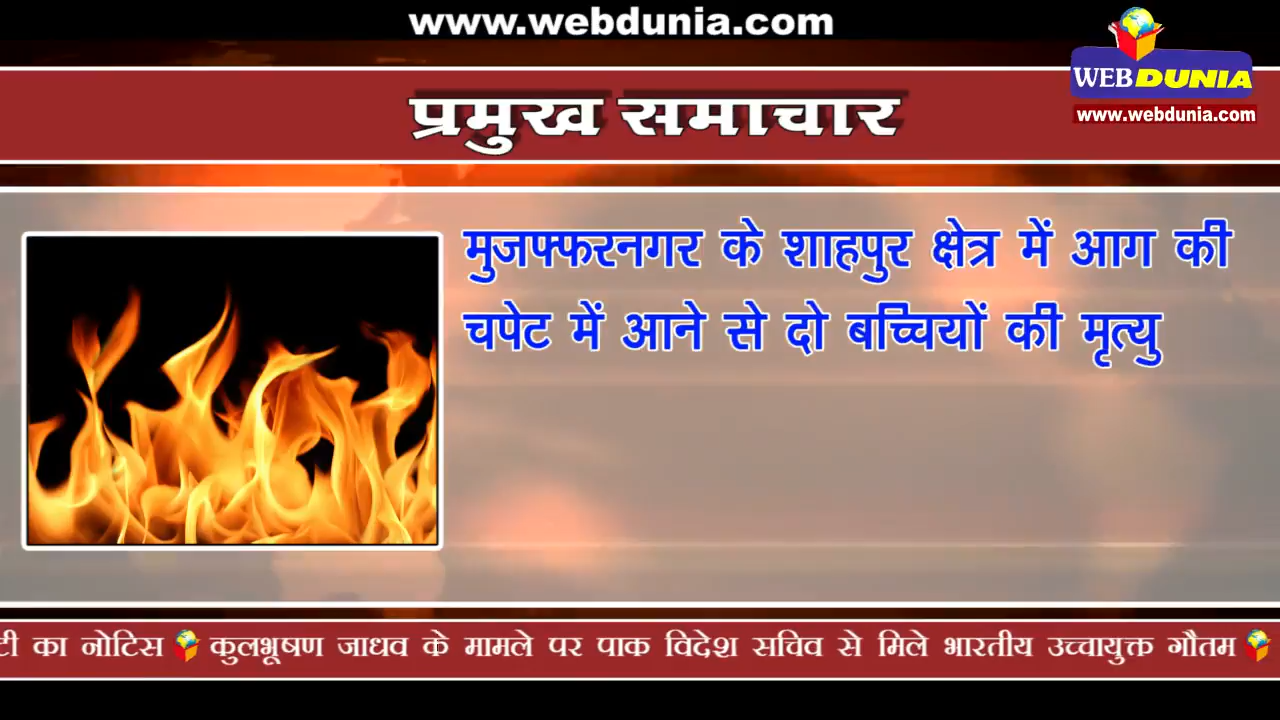 www.webdunia.com
WEBDUNIA
www.webdunia.com
प्रमुख समाचार
मुजफ्फरनगर के शाहपुर क्षेत्र में आग की
चपेट में आने से दो बच्चियों की मृत्यु
टी का नोटिस कुलभूषण जाधव के मामले पर पाक विदेश सचिव से मिले भारतीय उच्चायुक्त गौतम